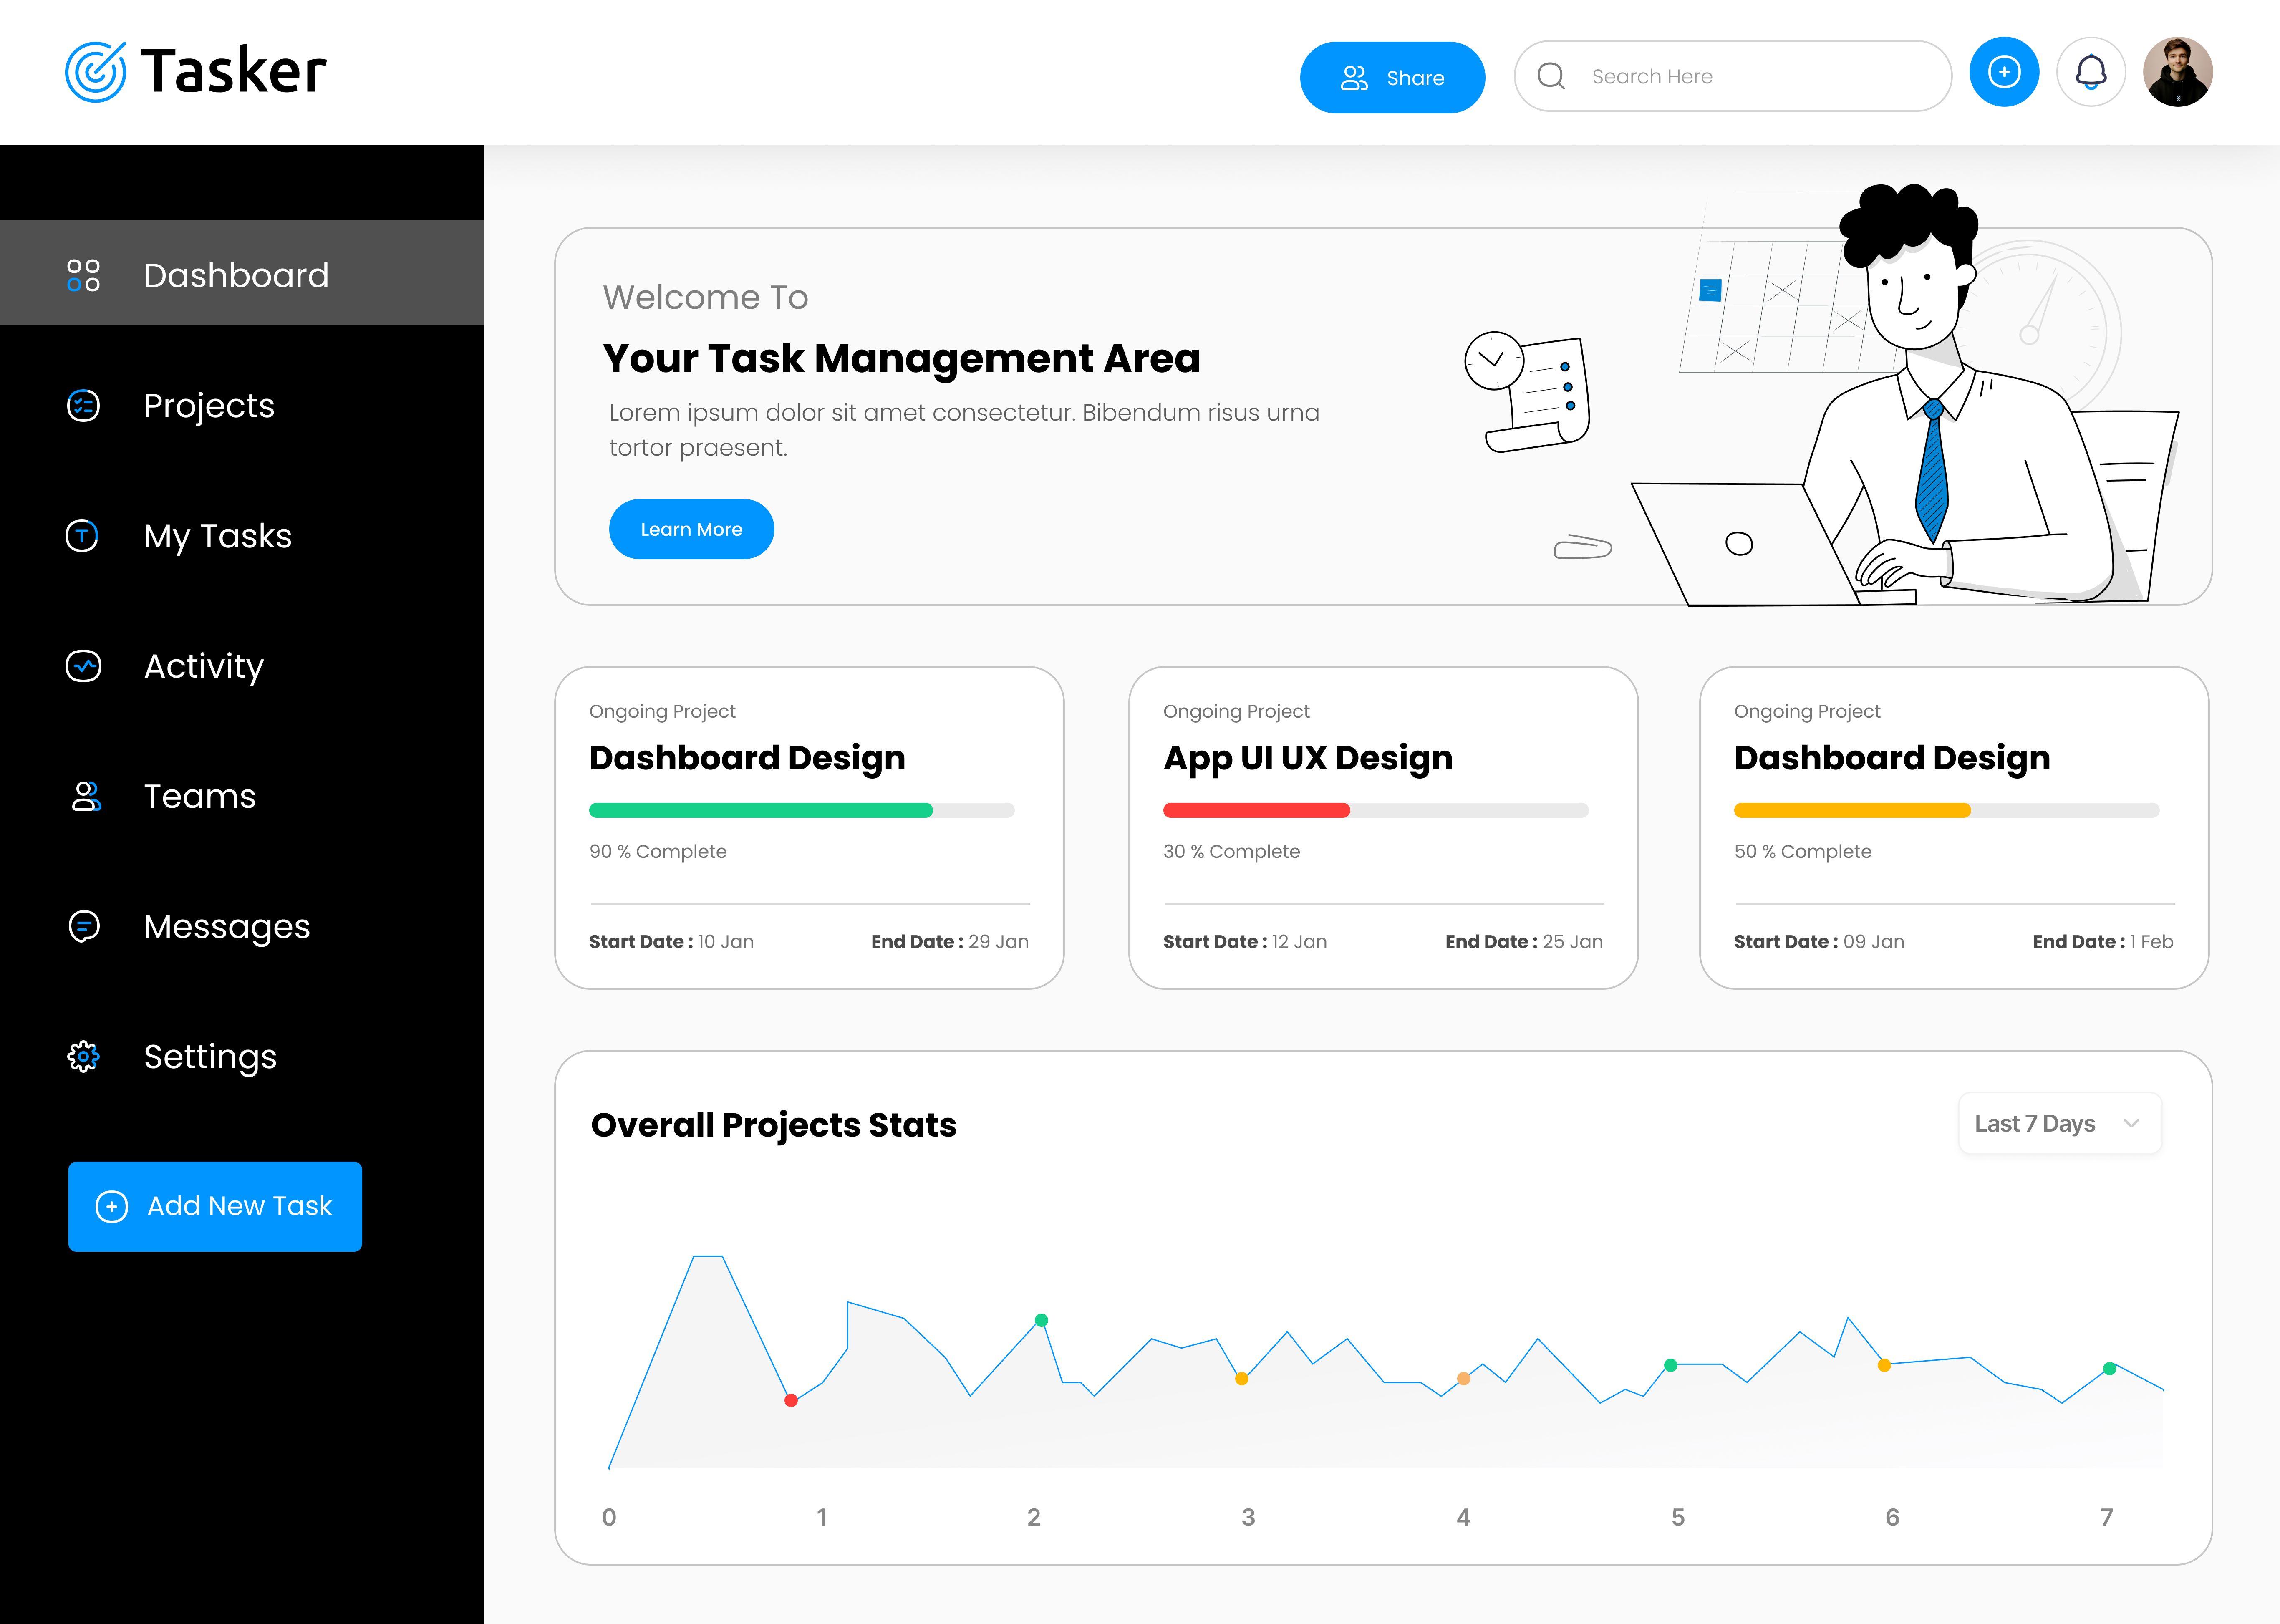 Tasker
Share
Search Here
Dashboard
Projects
My Tasks
Activity
Teams
Messages
Settings
Add New Task
Welcome To
Your Task Management Area
Lorem ipsum dolor sit amet consectetur. Bibendum risus urna
tortor praesent.
Learn More
Ongoing Project
Dashboard Design
90 % Complete
Start Date : 10 Jan
End Date : 29 Jan
Ongoing Project
App UI UX Design
30 % Complete
Start Date : 12 Jan
End Date : 25 Jan
Ongoing Project
Dashboard Design
50 % Complete
Start Date : 09 Jan
End Date : 1 Feb
Overall Projects Stats
Last 7 Days
0 1 2 3 4 5 6 7